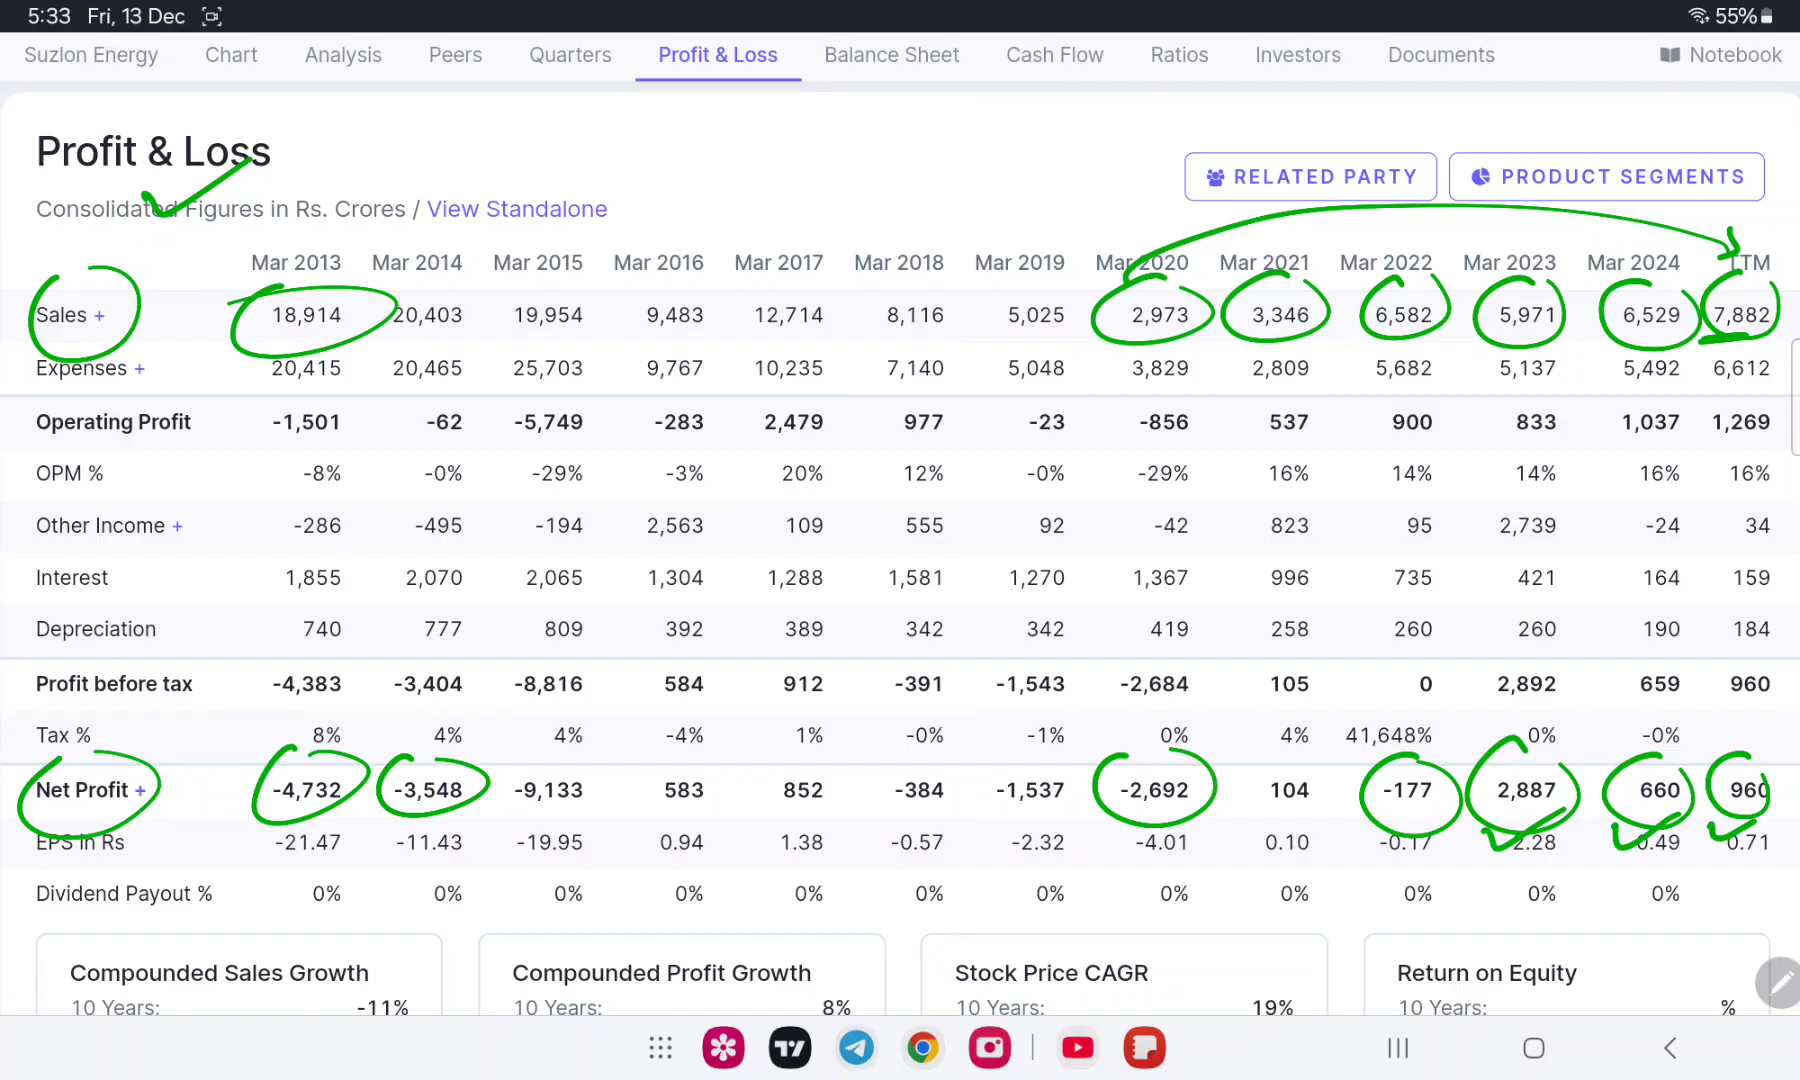 5:33 Fri, 13 Dec 55%
Suzlon Energy Chart Analysis Peers Quarters Profit & Loss Balance Sheet Cash Flow Ratios Investors Documents Notebook
Profit & Loss
RELATED PARTY PRODUCT SEGMENTS
Consolidated Figures in Rs. Crores / View Standalone
Mar 2013 Mar 2014 Mar 2015 Mar 2016 Mar 2017 Mar 2018 Mar 2019 Mar 2020 Mar 2021 Mar 2022 Mar 2023 Mar 2024 TTM
Sales + 18,914 20,403 19,954 9,483 12,714 8,116 5,025 2,973 3,346 6,582 5,971 6,529 7,882
Expenses + 20,415 20,465 25,703 9,767 10,235 7,140 5,048 3,829 2,809 5,682 5,137 5,492 6,612
Operating Profit -1,501 -62 -5,749 -283 2,479 977 -23 -856 537 900 833 1,037 1,269
OPM % -8% -0% -29% -3% 20% 12% -0% -29% 16% 14% 14% 16% 16%
Other Income + -286 -495 -194 2,563 109 555 92 -42 823 95 2,739 -24 34
Interest 1,855 2,070 2,065 1,304 1,288 1,581 1,270 1,367 996 735 421 164 159
Depreciation 740 777 809 392 389 342 342 419 258 260 260 190 184
Profit before tax -4,383 -3,404 -8,816 584 912 -391 -1,543 -2,684 105 0 2,892 659 960
Tax % 8% 4% 4% -4% 1% -0% -1% 0% 4% 41,648% 0% -0%
Net Profit + -4,732 -3,548 -9,133 583 852 -384 -1,537 -2,692 104 -177 2,887 660 960
EPS in Rs -21.47 -11.43 -19.95 0.94 1.38 -0.57 -2.32 -4.01 0.10 -0.17 2.28 0.49 0.71
Dividend Payout % 0% 0% 0% 0% 0% 0% 0% 0% 0% 0% 0% 0%
Compounded Sales Growth Compounded Profit Growth Stock Price CAGR Return on Equity
10 Years: -11% 10 Years: 8% 10 Years: 19% 10 Years: %